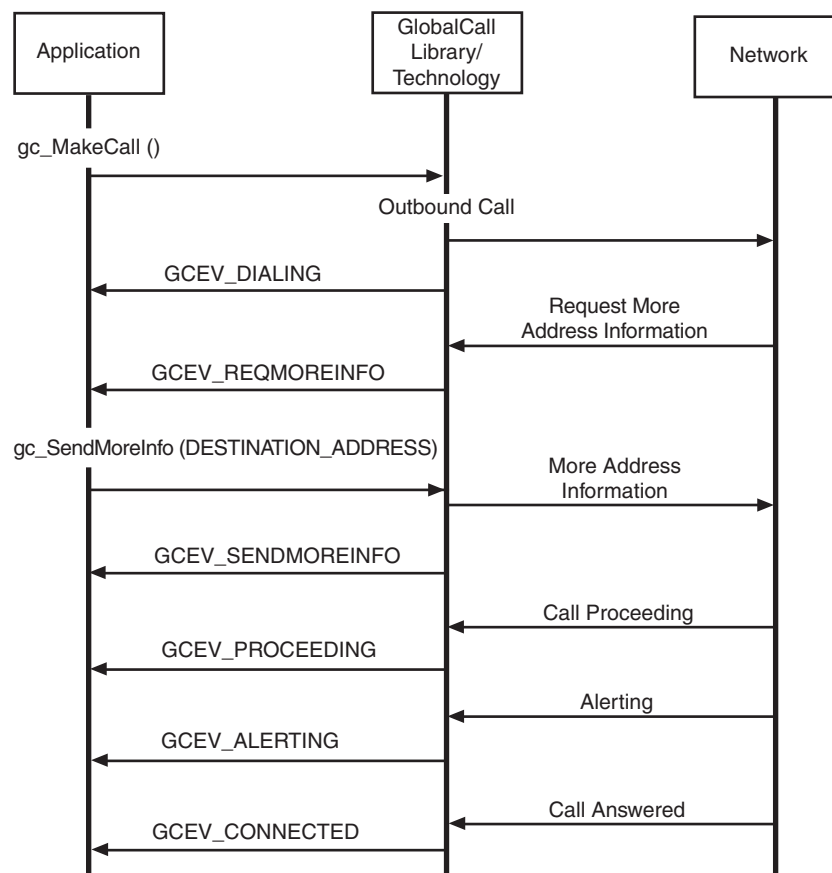 Application
GlobalCall
Library/
Technology
Network
gc_MakeCall ()
Outbound Call
GCEV_DIALING
Request More
Address Information
GCEV_REQMOREINFO
gc_SendMoreInfo (DESTINATION_ADDRESS)
More Address
Information
GCEV_SENDMOREINFO
Call Proceeding
GCEV_PROCEEDING
Alerting
GCEV_ALERTING
Call Answered
GCEV_CONNECTED